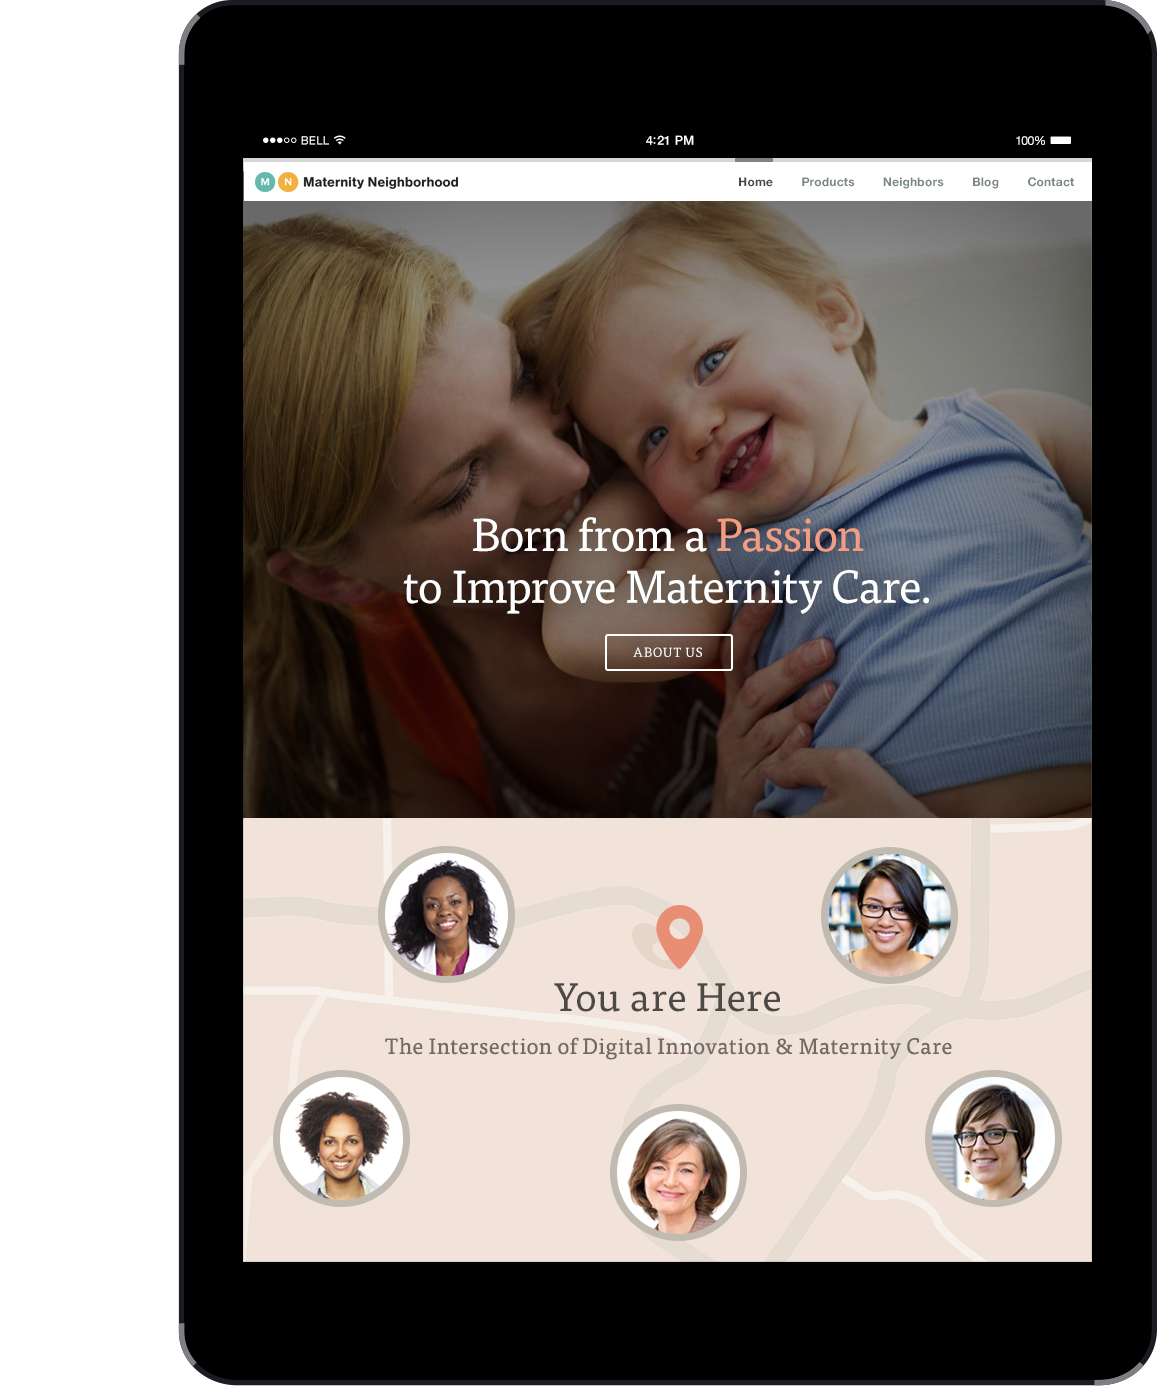 BELL 4:21 PM 100%
M N Maternity Neighborhood Home Products Neighbors Blog Contact
Born from a Passion
to Improve Maternity Care.
ABOUT US
You are Here
The Intersection of Digital Innovation & Maternity Care